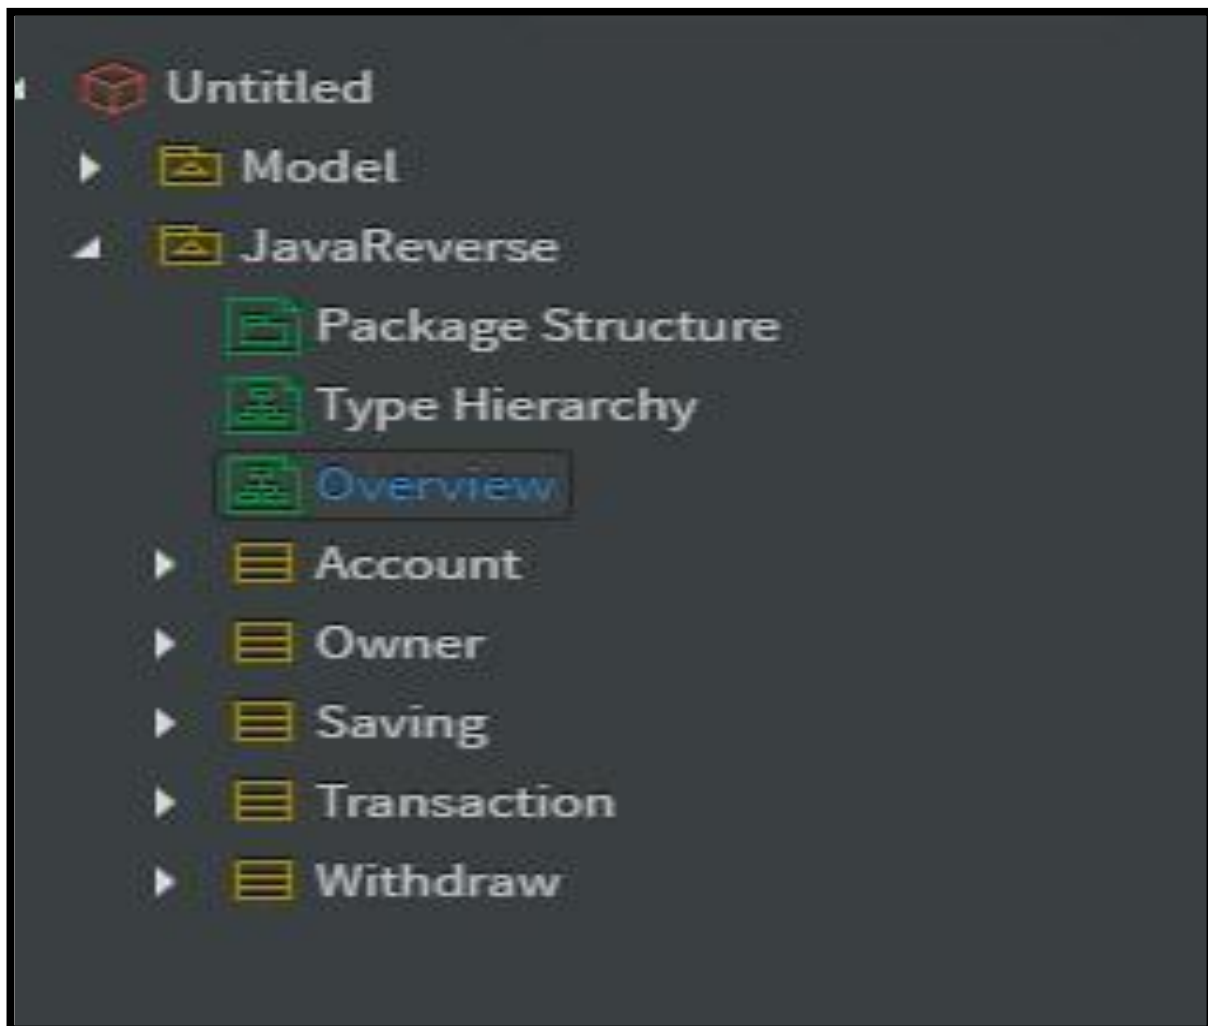 Untitled
Model
JavaReverse
Package Structure
Type Hierarchy
Overview
Account
Owner
Saving
Transaction
Withdraw